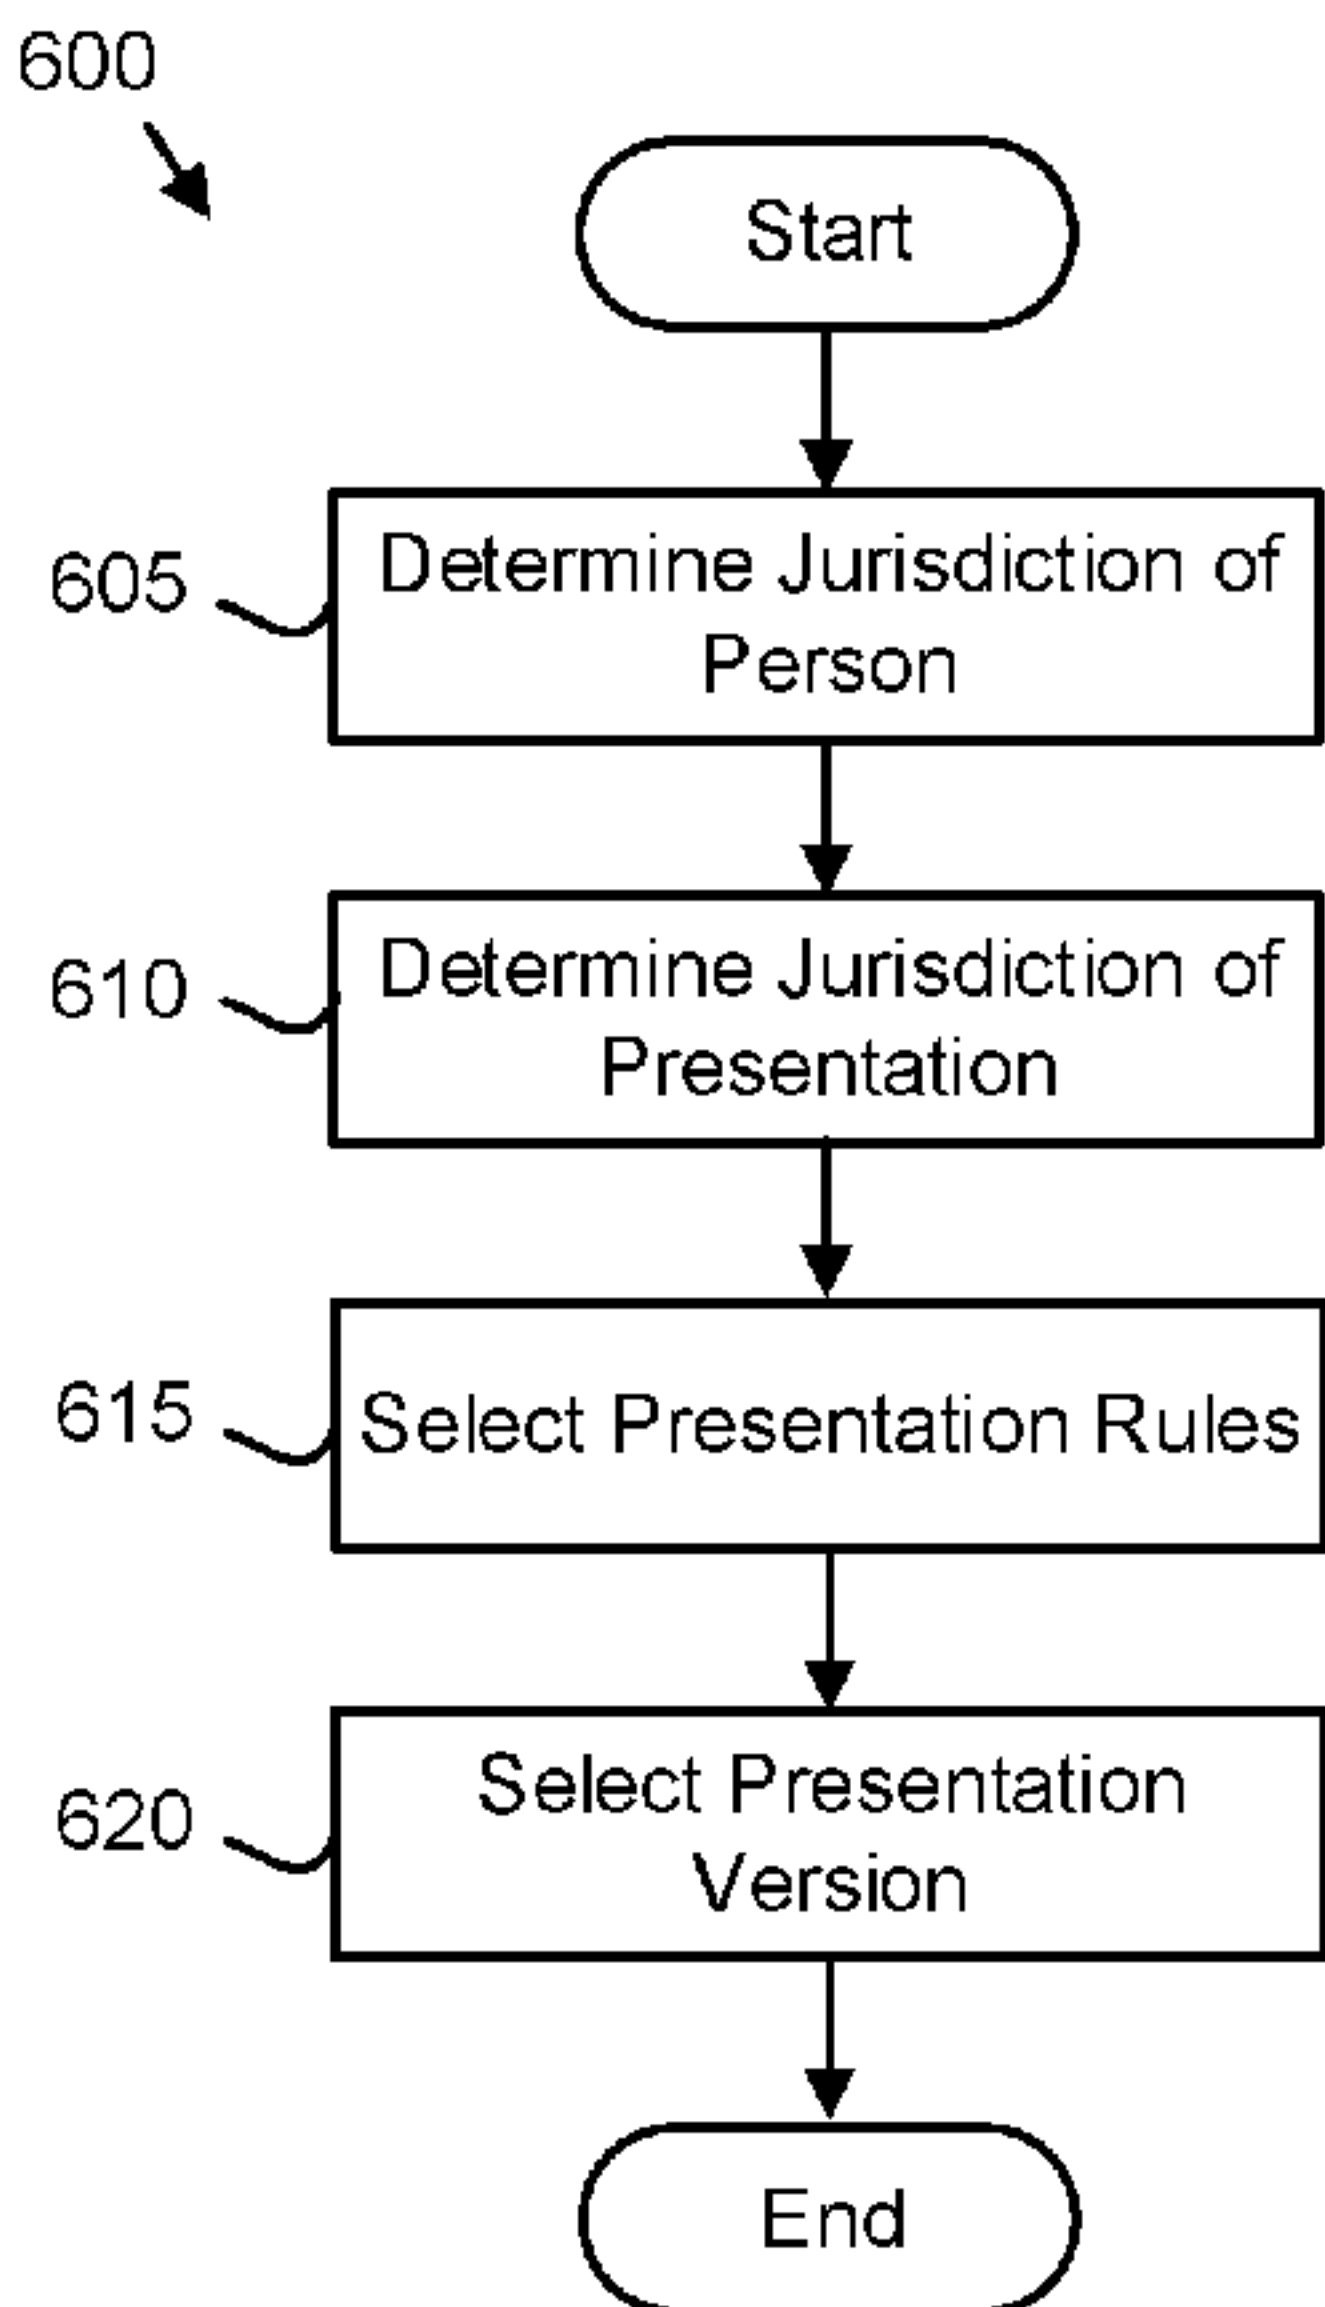 600
Start
605
Determine Jurisdiction of
Person
610
Determine Jurisdiction of
Presentation
615
Select Presentation Rules
620
Select Presentation
Version
End